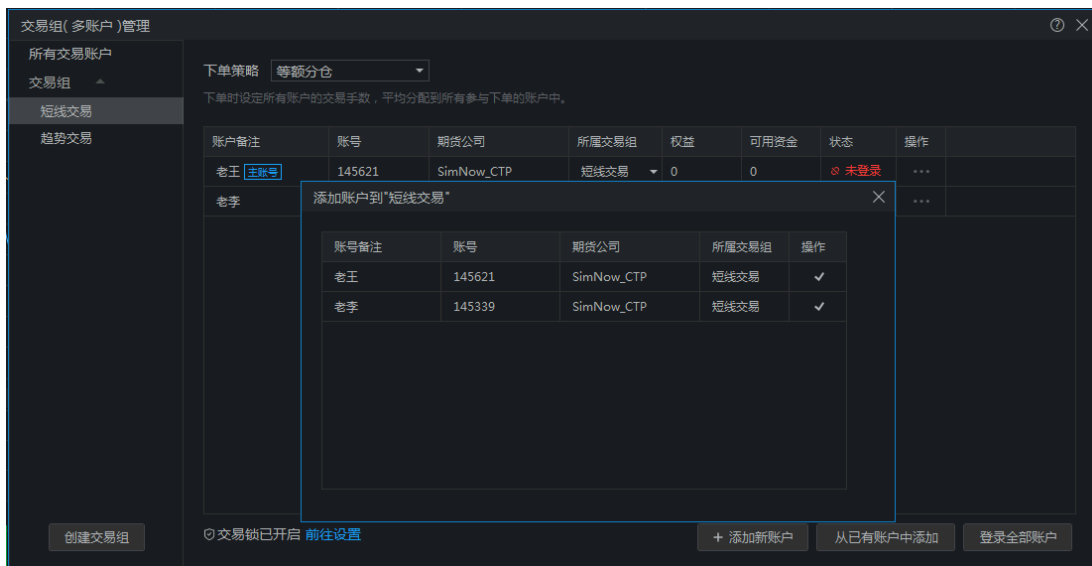 交易组( 多账户 )管理
所有交易账户
交易组
短线交易
趋势交易
下单策略 等额分仓
下单时设定所有账户的交易手数，平均分配到所有参与下单的账户中。
账户备注 账号 期货公司 所属交易组 权益 可用资金 状态 操作
老王 主账号 145621 SimNow_CTP 短线交易 0 0 未登录 •••
老李 •••
添加账户到"短线交易"
账号备注 账号 期货公司 所属交易组 操作
老王 145621 SimNow_CTP 短线交易
老李 145339 SimNow_CTP 短线交易
创建交易组
交易锁已开启 前往设置
+ 添加新账户 从已有账户中添加 登录全部账户